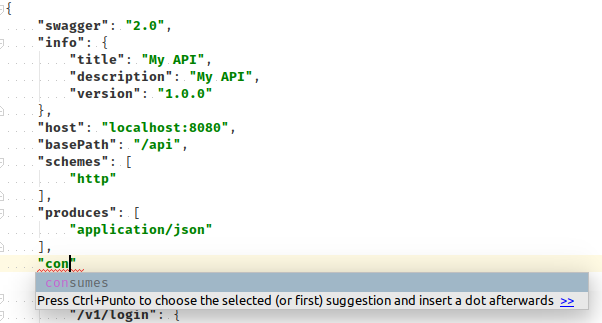 {
"swagger": "2.0",
"info": {
"title": "My API",
"description": "My API",
"version": "1.0.0"
},
"host": "localhost:8080",
"basePath": "/api",
"schemes": [
"http"
],
"produces": [
"application/json"
],
"con"
consumes
Press Ctrl+Punto to choose the selected (or first) suggestion and insert a dot afterwards >>
"/v1/login": {